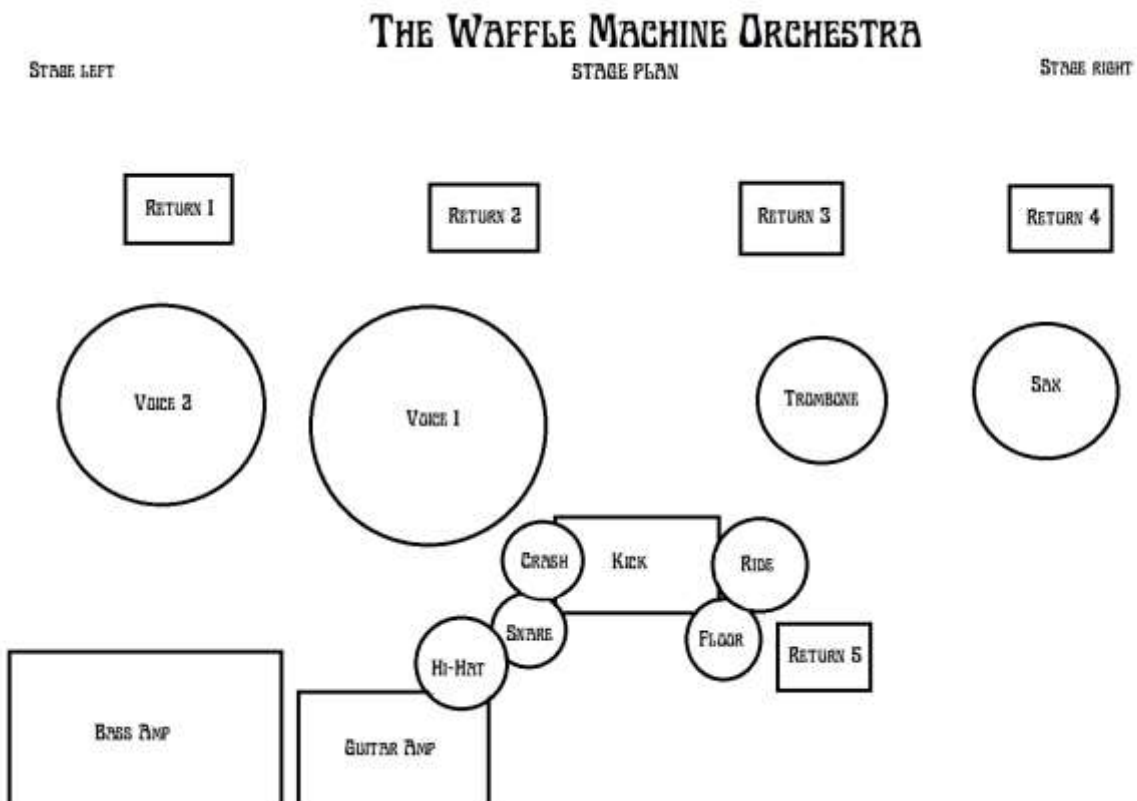 The Waffle Machine Orchestra
Stage left
stage plan
Stage right
Return 1
Return 2
Return 3
Return 4
Voice 2
Voice 1
Trombone
Sax
Crash
Kick
Ride
Snare
Floor
Hi-Hat
Return 5
Bass Amp
Guitar Amp